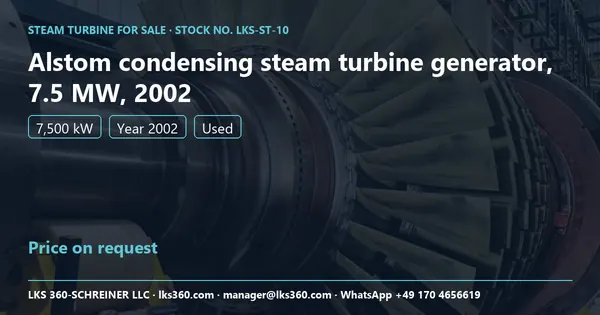 STEAM TURBINE FOR SALE · STOCK NO. LKS-ST-10
Alstom condensing steam turbine generator,
7.5 MW, 2002
7,500 kW Year 2002 Used
Price on request
LKS 360-SCHREINER LLC · lks360.com · manager@lks360.com · WhatsApp +49 170 4656619